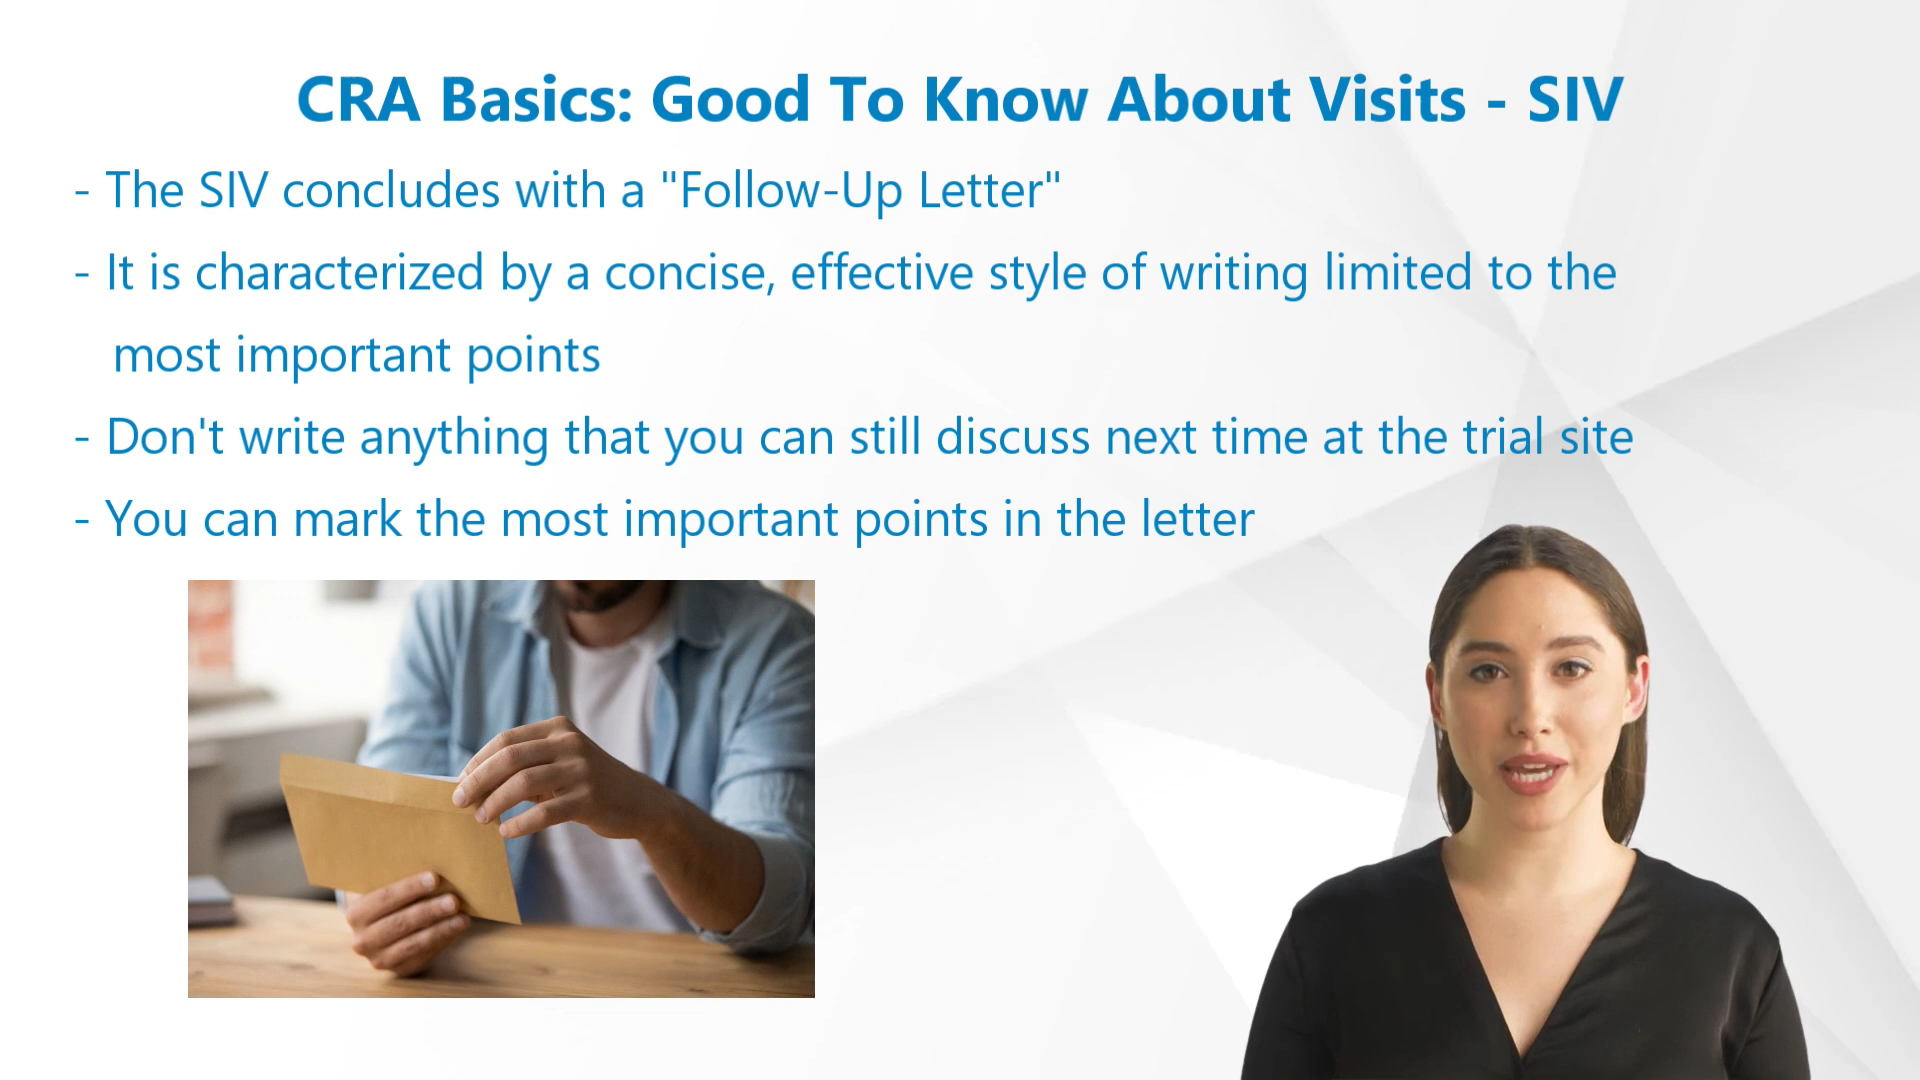 CRA Basics: Good To Know About Visits - SIV
- The SIV concludes with a "Follow-Up Letter"
- It is characterized by a concise, effective style of writing limited to the
most important points
- Don't write anything that you can still discuss next time at the trial site
- You can mark the most important points in the letter